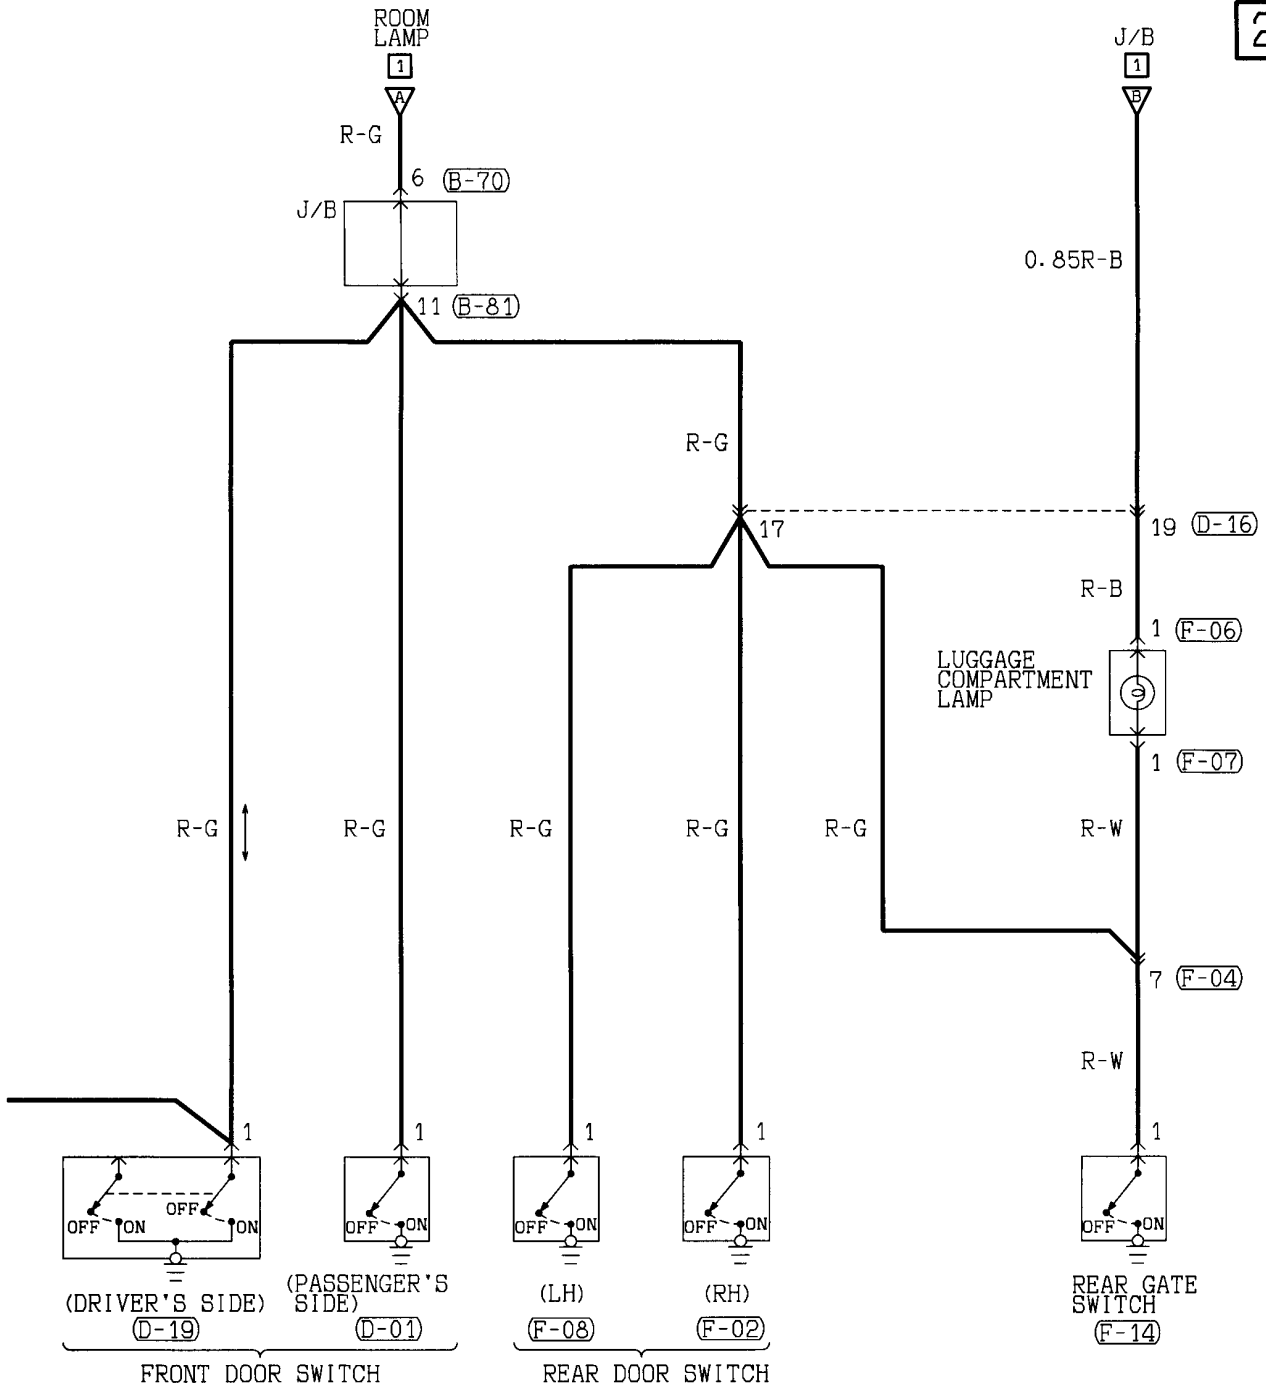 ROOM
LAMP
1
A
R-G
6 (B-70)
J/B
11 (B-81)
J/B
1
B
2
0.85R-B
R-G
17
19 (D-16)
R-B
1 (F-06)
LUGGAGE
COMPARTMENT
LAMP
1 (F-07)
R-G
R-G
R-G
R-G
R-G
R-W
7 (F-04)
R-W
1
1
1
1
1
OFF ON
OFF ON
OFF ON
OFF ON
OFF ON
OFF ON
(DRIVER'S SIDE)
(D-19)
(PASSENGER'S
SIDE)
(D-01)
FRONT DOOR SWITCH
(LH)
(F-08)
(RH)
(F-02)
REAR DOOR SWITCH
REAR GATE
SWITCH
(F-14)